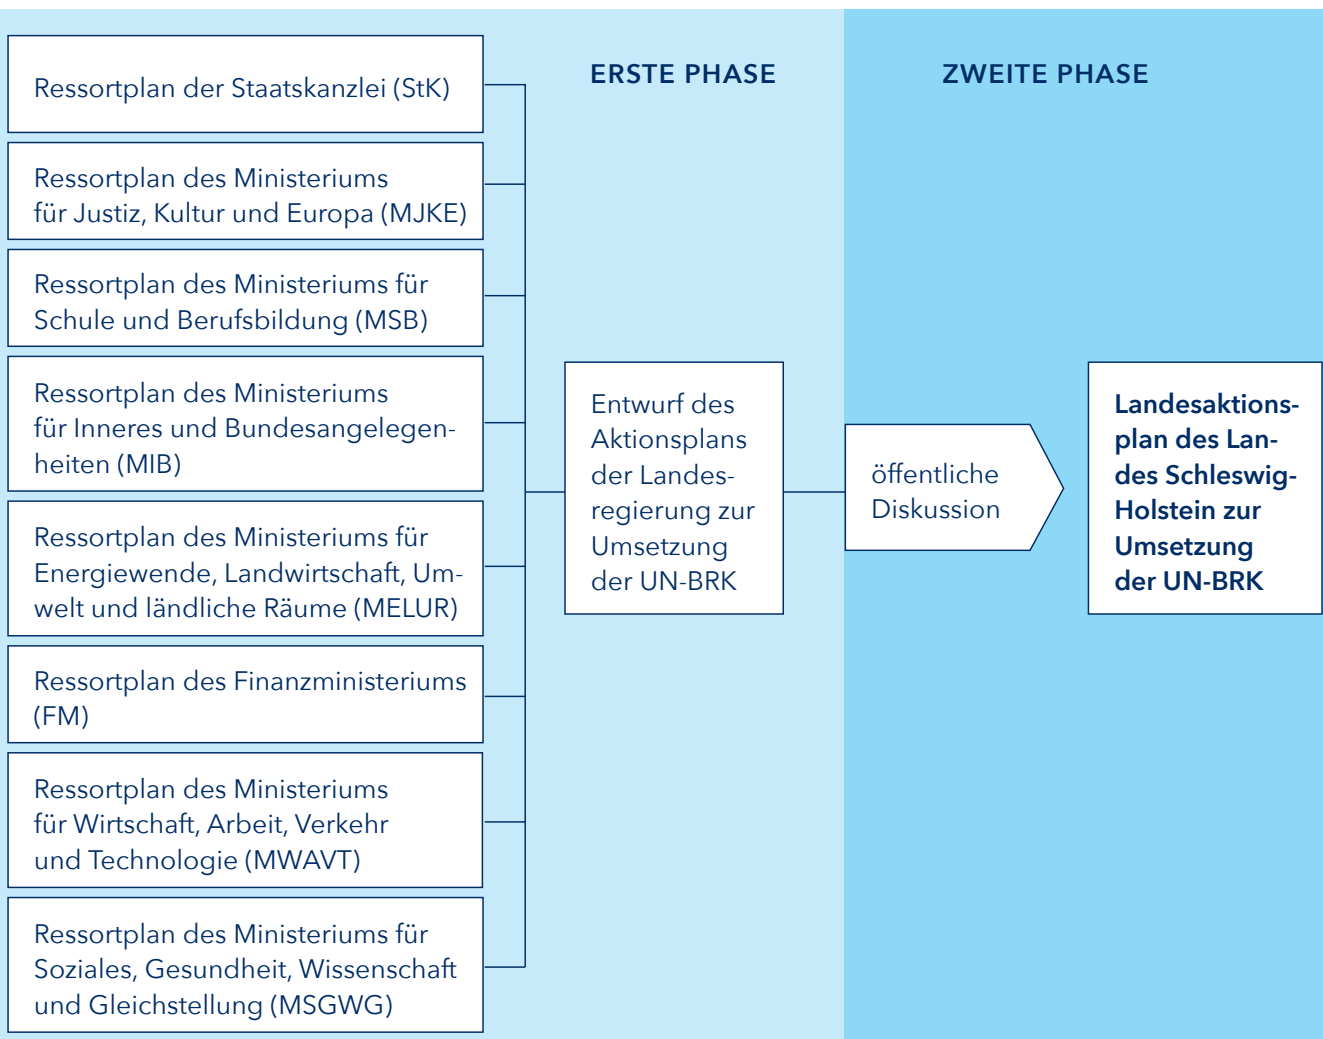 Ressortplan der Staatskanzlei (StK)
Ressortplan des Ministeriums
für Justiz, Kultur und Europa (MJKE)
Ressortplan des Ministeriums für
Schule und Berufsbildung (MSB)
Ressortplan des Ministeriums
für Inneres und Bundesangelegen-
heiten (MIB)
Ressortplan des Ministeriums für
Energiewende, Landwirtschaft, Um-
welt und ländliche Räume (MELUR)
Ressortplan des Finanzministeriums
(FM)
Ressortplan des Ministeriums
für Wirtschaft, Arbeit, Verkehr
und Technologie (MWAVT)
Ressortplan des Ministeriums für
Soziales, Gesundheit, Wissenschaft
und Gleichstellung (MSGWG)
ERSTE PHASE
Entwurf des
Aktionsplans
der Landes-
regierung zur
Umsetzung
der UN-BRK
ZWEITE PHASE
öffentliche
Diskussion
Landesaktions-
plan des Lan-
des Schleswig-
Holstein zur
Umsetzung
der UN-BRK